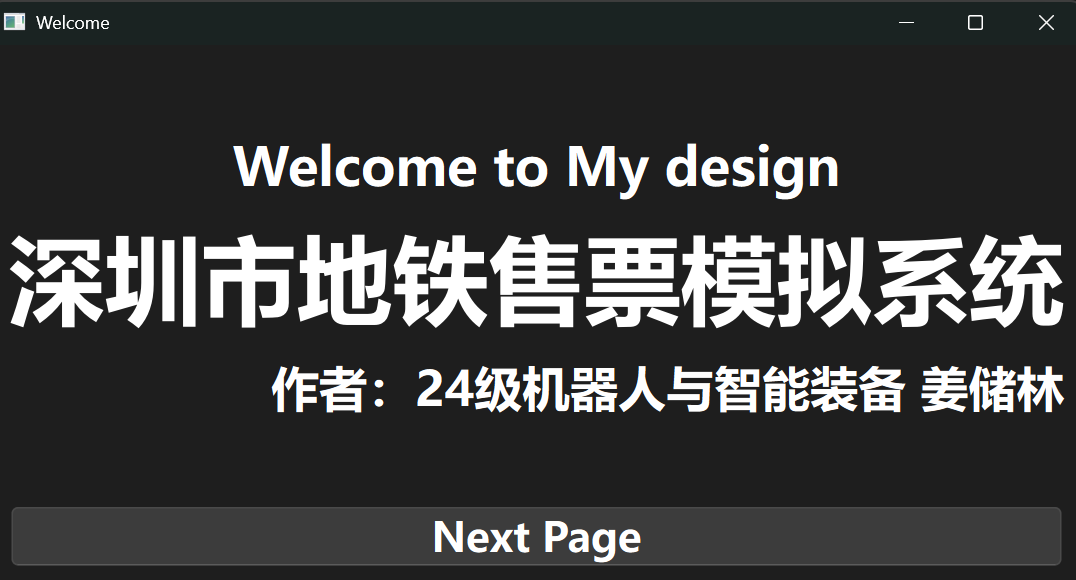 Welcome
Welcome to My design
深圳市地铁售票模拟系统
作者：24级机器人与智能装备 姜储林
Next Page